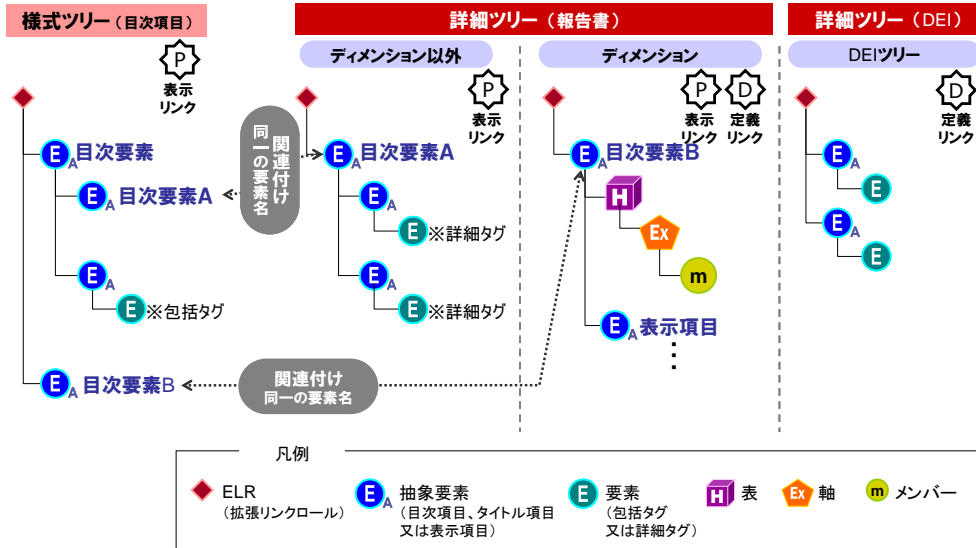 様式ツリー（目次項目）
詳細ツリー（報告書）
詳細ツリー（DEI）
ディメンション以外
ディメンション
DEIツリー
P
表示
リンク
P
表示
リンク
P
表示
リンク
D
定義
リンク
D
定義
リンク
関連付け
同一の要素名
E A 目次要素
E A 目次要素A
E A
E ※包括タグ
E A 目次要素B
E A 目次要素A
E A
E ※詳細タグ
E A
E ※詳細タグ
E A 目次要素B
H
Ex
m
E A 表示項目
E A
E
E A
E
関連付け
同一の要素名
凡例
ELR
（拡張リンクロール）
E A 抽象要素
（目次項目、タイトル項目
又は表示項目）
E 要素
（包括タグ
又は詳細タグ）
H 表
Ex 軸
m メンバー